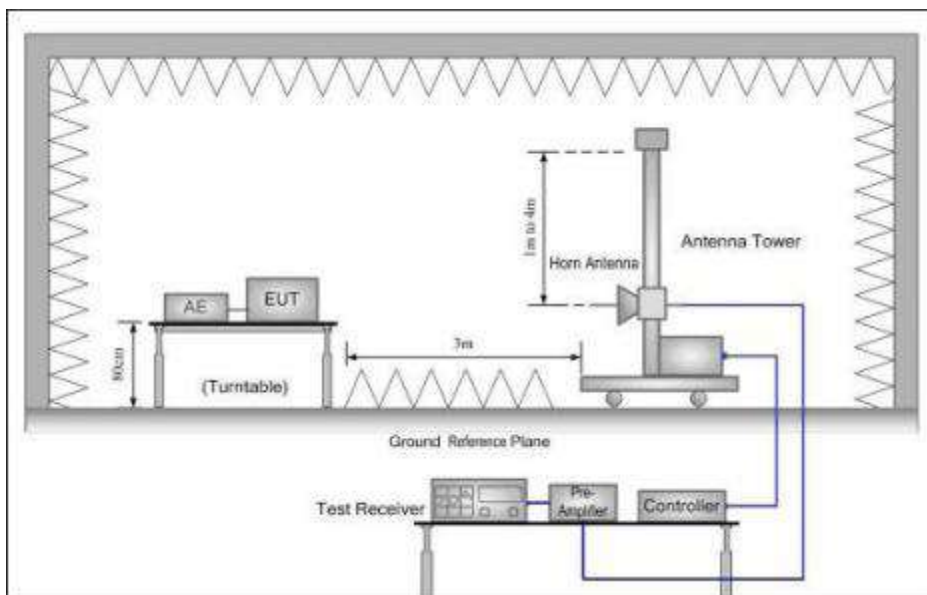 1m to 4m
Antenna Tower
Horn Antenna
AE
EUT
3m
80cm
(Turntable)
Ground Reference Plane
Test Receiver
Pre-
Amplifier
Controller